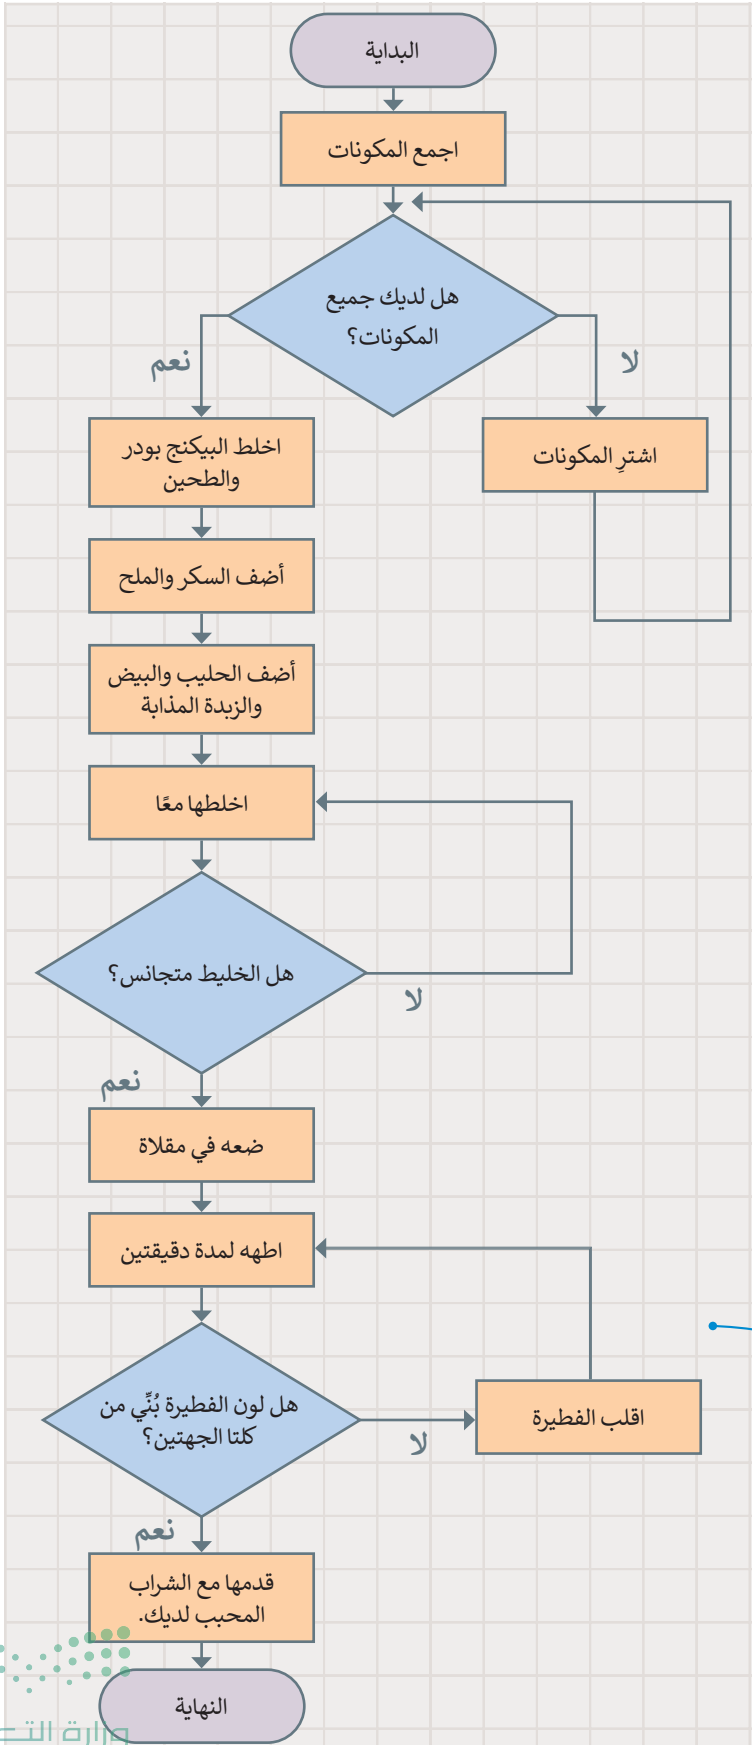 البداية
اجمع المكونات
هل لديك جميع
المكونات؟
لا
نعم
اشترِ المكونات
اخلط البيكنج بودر
والطحين
أضف السكر والملح
أضف الحليب والبيض
والزبدة المذابة
اخلطها معًا
هل الخليط متجانس؟
لا
نعم
ضعه في مقلاة
اطهه لمدة دقيقتين
هل لون الفطيرة بُنِّي من
كلتا الجهتين؟
لا
اقلب الفطيرة
نعم
قدمها مع الشراب
المحبب لديك.
النهاية
وزارة